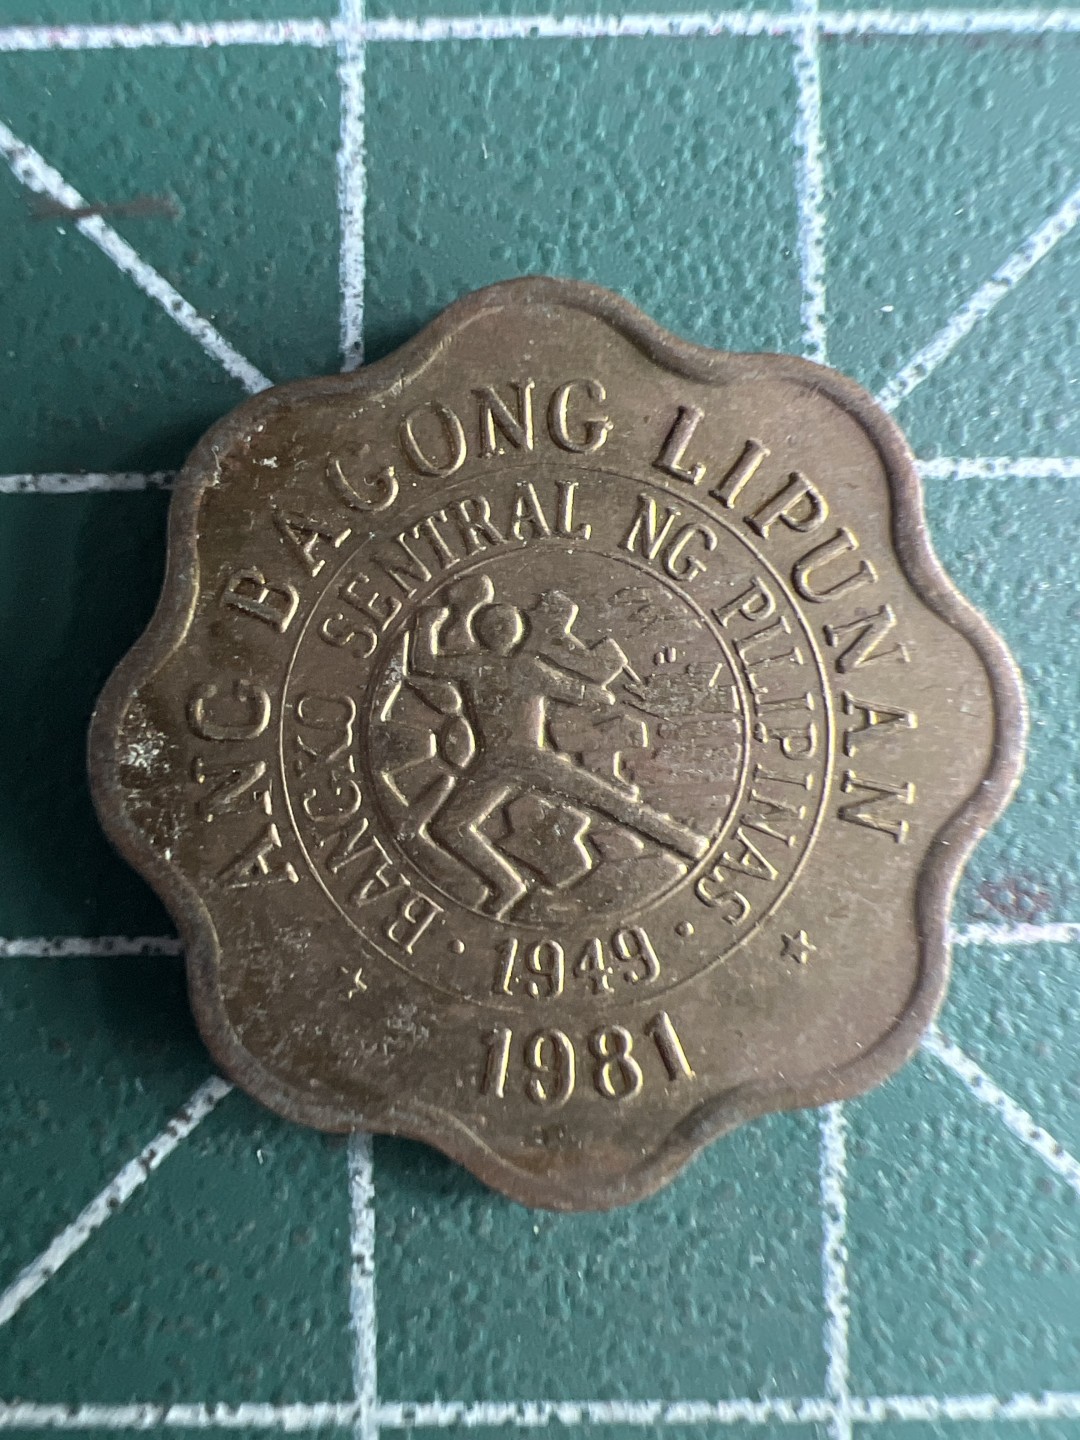 ANG BAGONG LIPUNAN
BANGKO SENTRAL NG PILIPINAS
1949
1981